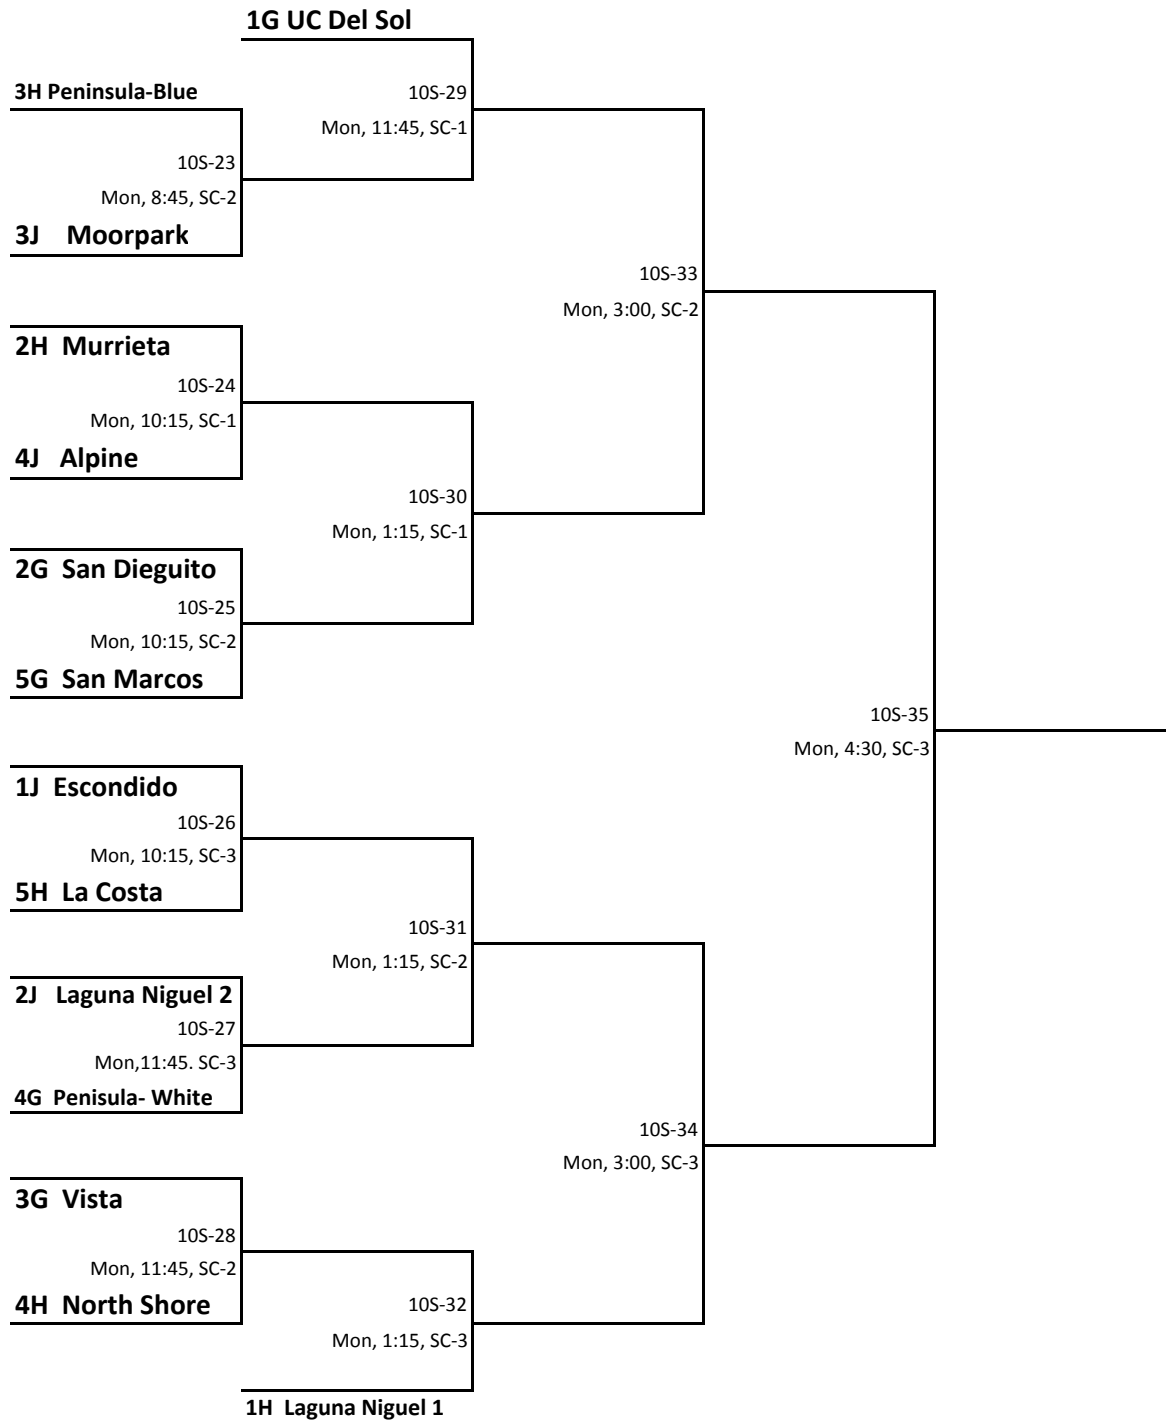 1G UC Del Sol
3H Peninsula-Blue
10S-29
Mon, 11:45, SC-1
10S-23
Mon, 8:45, SC-2
3J Moorpark
10S-33
Mon, 3:00, SC-2
2H Murrieta
10S-24
Mon, 10:15, SC-1
4J Alpine
10S-30
Mon, 1:15, SC-1
2G San Dieguito
10S-25
Mon, 10:15, SC-2
5G San Marcos
10S-35
Mon, 4:30, SC-3
1J Escondido
10S-26
Mon, 10:15, SC-3
5H La Costa
10S-31
Mon, 1:15, SC-2
2J Laguna Niguel 2
10S-27
Mon,11:45. SC-3
4G Penisula- White
10S-34
Mon, 3:00, SC-3
3G Vista
10S-28
Mon, 11:45, SC-2
4H North Shore
10S-32
Mon, 1:15, SC-3
1H Laguna Niguel 1